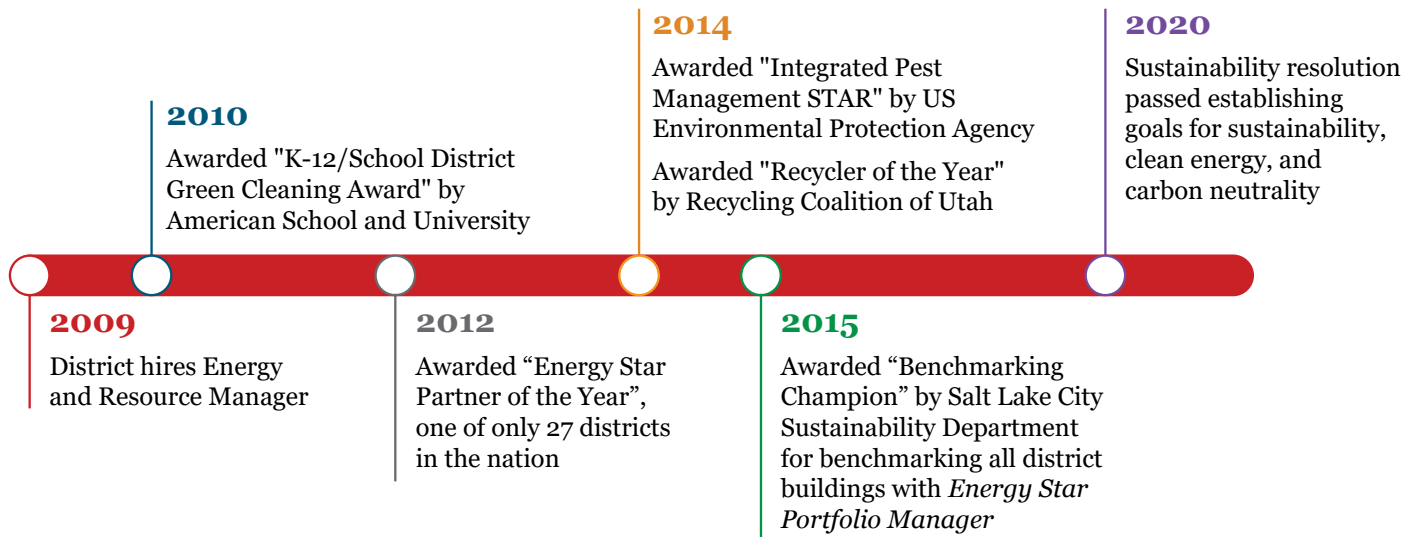 2009
District hires Energy
and Resource Manager
2010
Awarded "K-12/School District
Green Cleaning Award" by
American School and University
2012
Awarded “Energy Star
Partner of the Year”,
one of only 27 districts
in the nation
2014
Awarded "Integrated Pest
Management STAR" by US
Environmental Protection Agency
Awarded "Recycler of the Year"
by Recycling Coalition of Utah
2015
Awarded “Benchmarking
Champion” by Salt Lake City
Sustainability Department
for benchmarking all district
buildings with Energy Star
Portfolio Manager
2020
Sustainability resolution
passed establishing
goals for sustainability,
clean energy, and
carbon neutrality